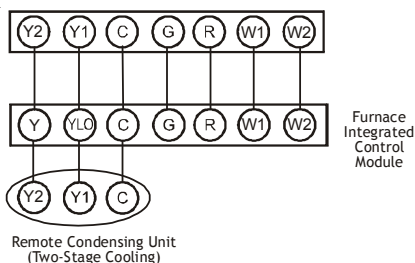 Y2 Y1 C G R W1 W2
Y YLO C G R W1 W2
Furnace
Integrated
Control
Module
Y2 Y1 C
Remote Condensing Unit
(Two-Stage Cooling)